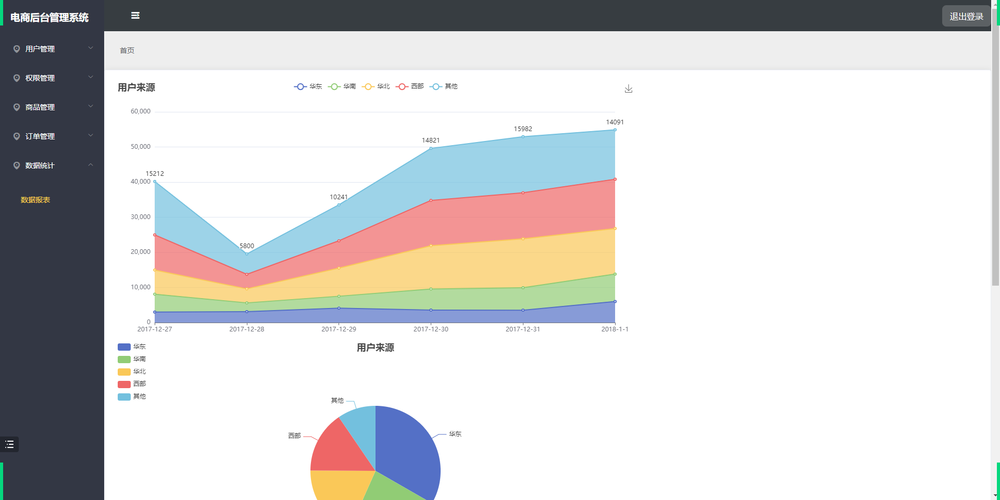 电商后台管理系统
退出登录
用户管理
权限管理
商品管理
订单管理
数据统计
数据报表
首页
用户来源
华东 华南 华北 西部 其他
60,000
50,000
40,000
30,000
20,000
10,000
0
15212
5800
10241
14821
15982
14091
2017-12-27 2017-12-28 2017-12-29 2017-12-30 2017-12-31 2018-1-1
用户来源
华东
华南
华北
西部
其他
其他
西部
华东